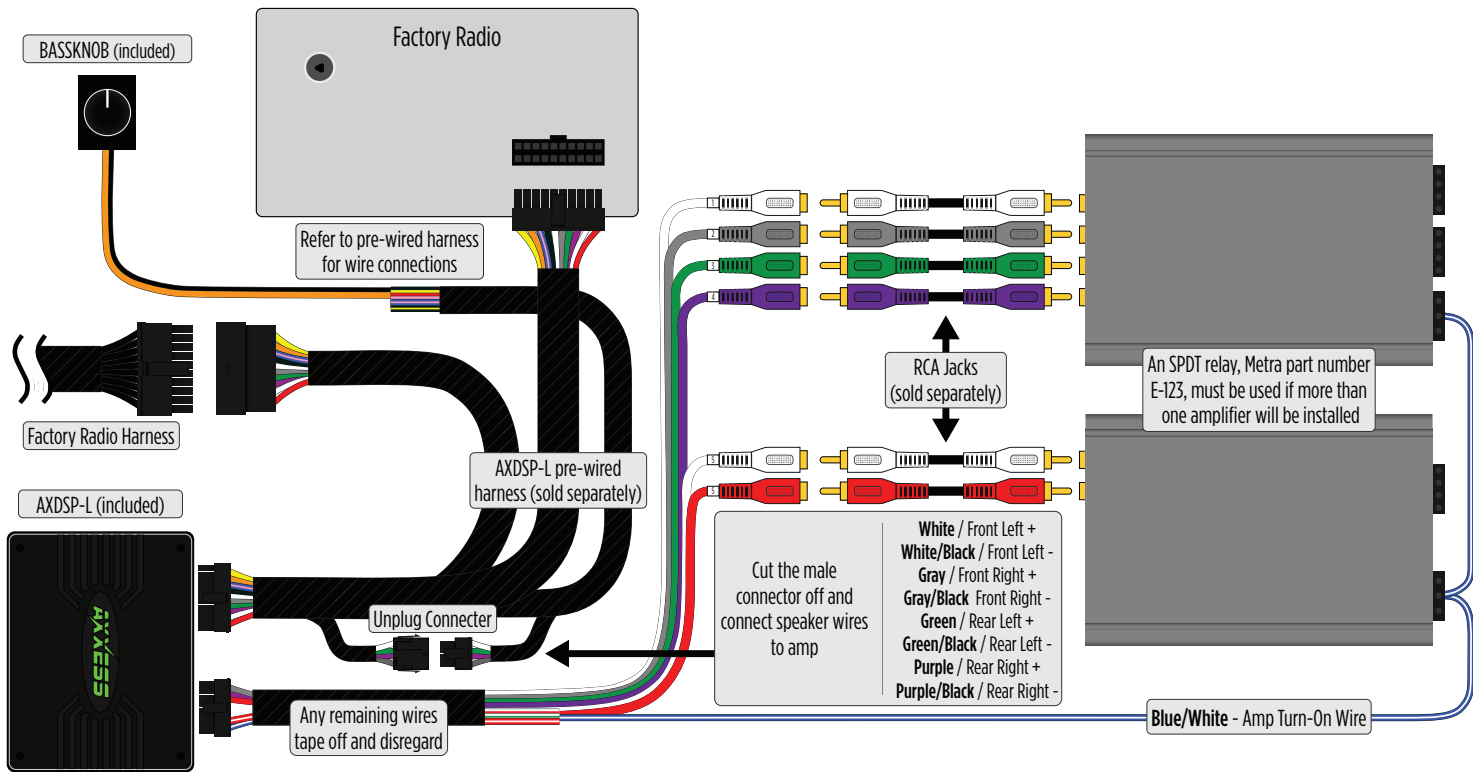 BASSKNOB (included)
Factory Radio
Refer to pre-wired harness
for wire connections
Factory Radio Harness
AXDSP-L (included)
AXXESS
AXDSP-L pre-wired
harness (sold separately)
Unplug Connecter
Any remaining wires
tape off and disregard
1
2
3
4
RCA Jacks
(sold separately)
5
5
An SPDT relay, Metra part number
E-123, must be used if more than
one amplifier will be installed
Cut the male
connector off and
connect speaker wires
to amp
White / Front Left +
White/Black / Front Left -
Gray / Front Right +
Gray/Black Front Right -
Green / Rear Left +
Green/Black / Rear Left -
Purple / Rear Right +
Purple/Black / Rear Right -
Blue/White - Amp Turn-On Wire